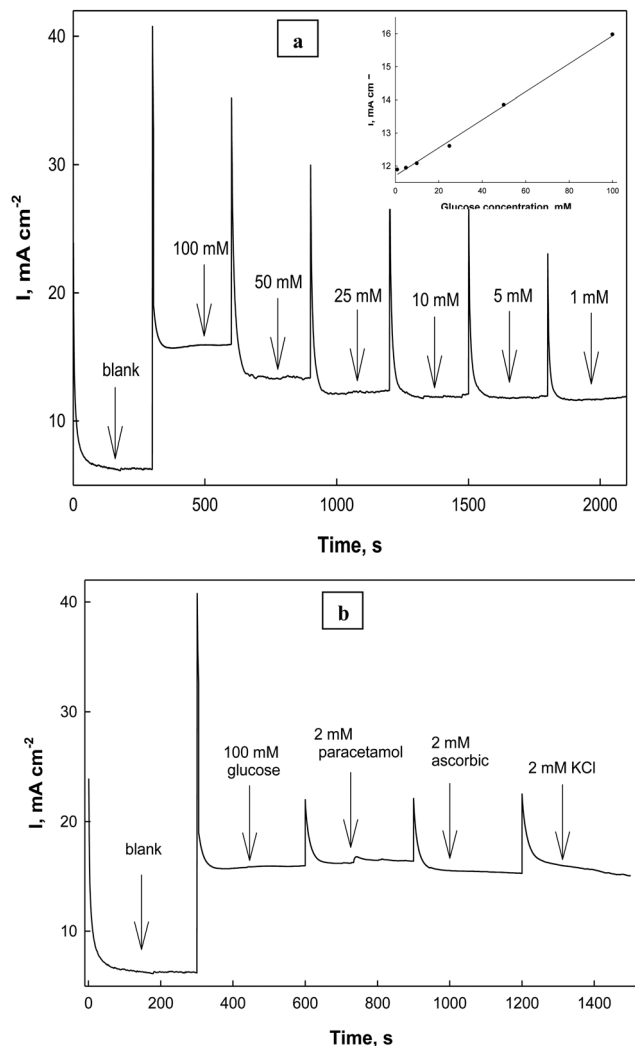 a
I, mA cm-2
40
30
20
10
blank
100 mM
50 mM
25 mM
10 mM
5 mM
1 mM
0
500
1000
1500
2000
Time, s
16
15
14
13
12
0
20
40
60
80
100
Glucose concentration, mM
b
I, mA cm-2
40
30
20
10
blank
100 mM
glucose
2 mM
paracetamol
2 mM
ascorbic
2 mM KCl
0
200
400
600
800
1000
1200
1400
Time, s